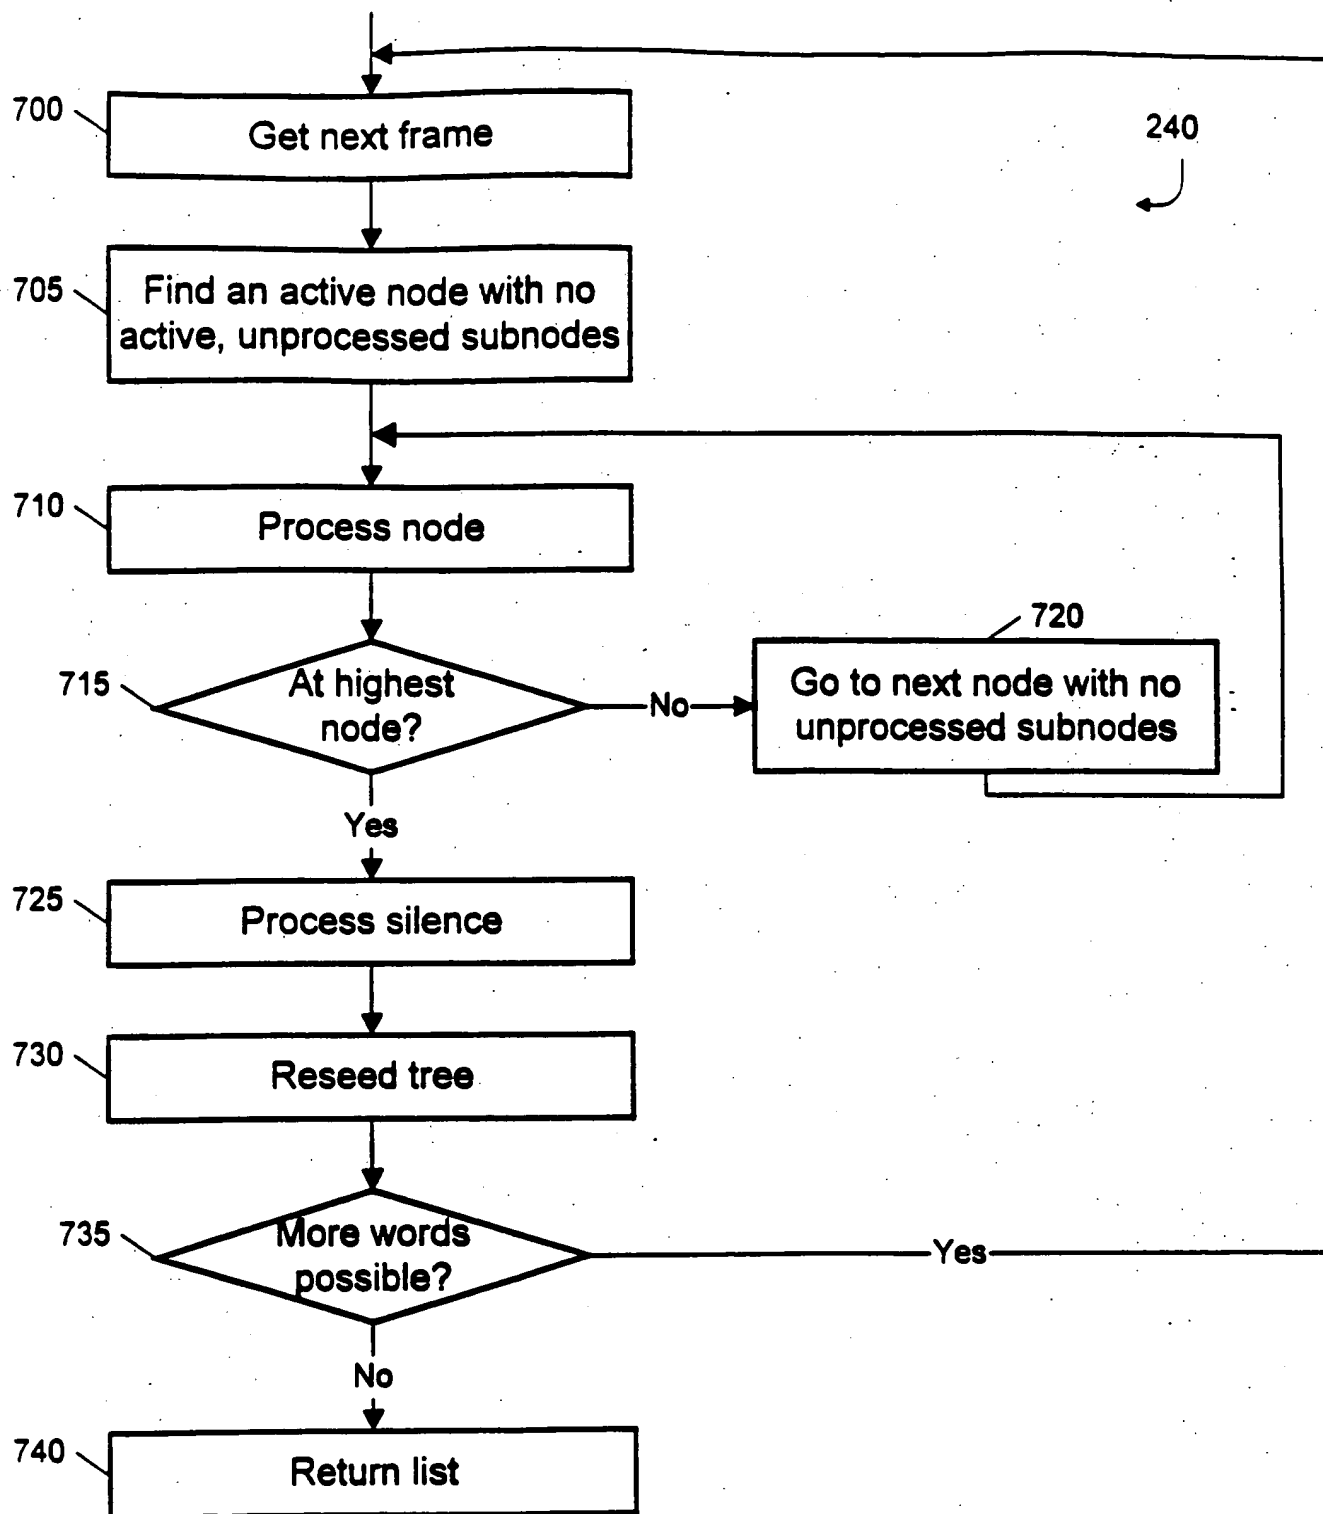 700
Get next frame
240
705
Find an active node with no
active, unprocessed subnodes
710
Process node
720
715
At highest
node?
No
Go to next node with no
unprocessed subnodes
Yes
725
Process silence
730
Reseed tree
735
More words
possible?
Yes
No
740
Return list